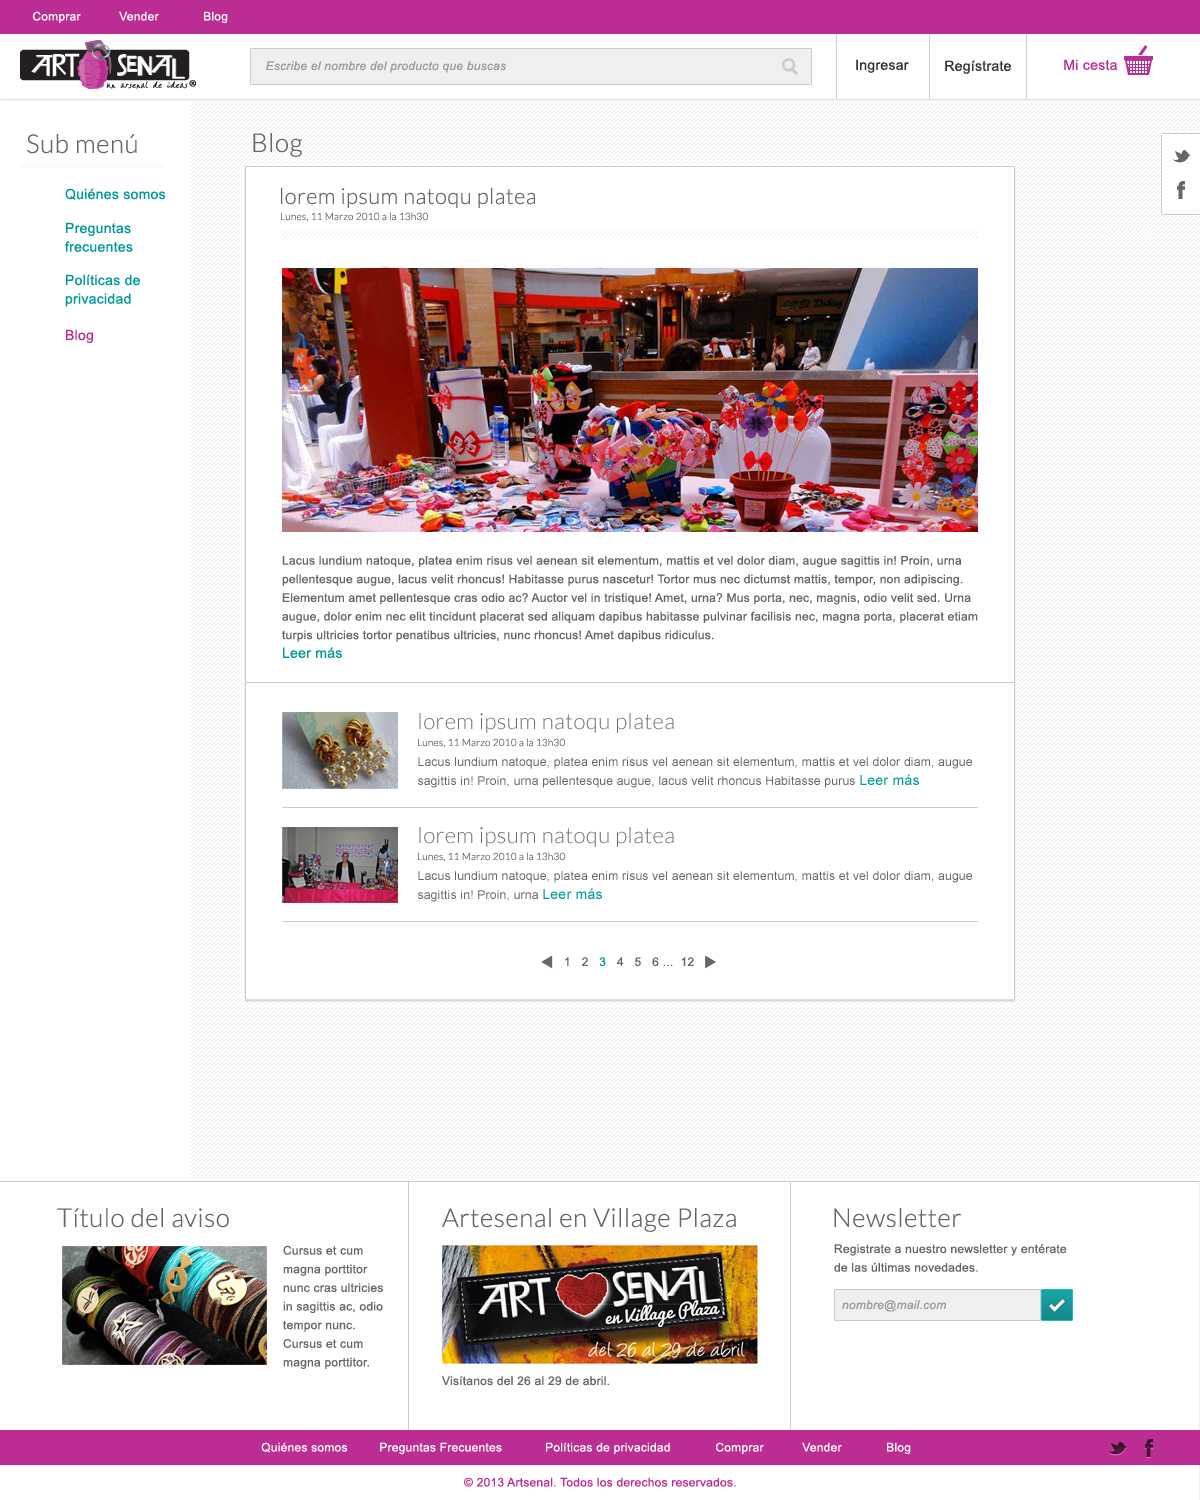 Comprar Vender Blog
ARTSENAL®
un arsenal de ideas
Escribe el nombre del producto que buscas
Ingresar
Regístrate
Mi cesta
Sub menú
Quiénes somos
Preguntas
frecuentes
Políticas de
privacidad
Blog
Blog
lorem ipsum natoqu platea
Lunes, 11 Marzo 2010 a la 13h30
Lacus lundium natoque, platea enim risus vel aenean sit elementum, mattis et vel dolor diam, augue sagittis in! Proin, urna
pellentesque augue, lacus velit rhoncus! Habitasse purus nascetur! Tortor mus nec dictumst mattis, tempor, non adipiscing.
Elementum amet pellentesque cras odio ac? Auctor vel in tristique! Amet, urna? Mus porta, nec, magnis, odio velit sed. Urna
augue, dolor enim nec elit tincidunt placerat sed aliquam dapibus habitasse pulvinar facilisis nec, magna porta, placerat etiam
turpis ultricies tortor penatibus ultricies, nunc rhoncus! Amet dapibus ridiculus.
Leer más
lorem ipsum natoqu platea
Lunes, 11 Marzo 2010 a la 13h30
Lacus lundium natoque, platea enim risus vel aenean sit elementum, mattis et vel dolor diam, augue
sagittis in! Proin, urna pellentesque augue, lacus velit rhoncus Habitasse purus Leer más
lorem ipsum natoqu platea
Lunes, 11 Marzo 2010 a la 13h30
Lacus lundium natoque, platea enim risus vel aenean sit elementum, mattis et vel dolor diam, augue
sagittis in! Proin, urna Leer más
1 2 3 4 5 6 ... 12
Título del aviso
Cursus et cum
magna porttitor
nunc cras ultricies
in sagittis ac, odio
tempor nunc.
Cursus et cum
magna porttitor.
Artesenal en Village Plaza
ART SENAL
en Village Plaza
del 26 al 29 de abril
Visítanos del 26 al 29 de abril.
Newsletter
Registrate a nuestro newsletter y entérate
de las últimas novedades.
nombre@mail.com
Quiénes somos Preguntas Frecuentes Políticas de privacidad Comprar Vender Blog
© 2013 Artsenal. Todos los derechos reservados.